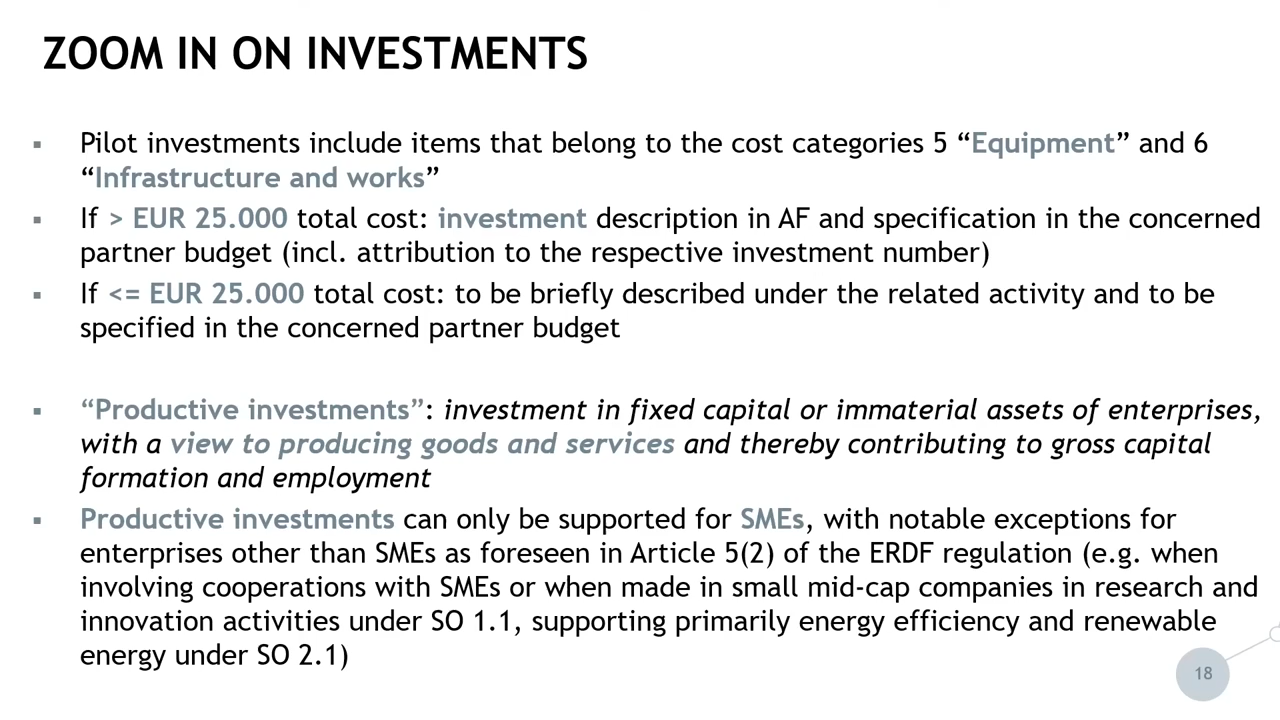 ZOOM IN ON INVESTMENTS
▪ Pilot investments include items that belong to the cost categories 5 “Equipment” and 6
“Infrastructure and works”
▪ If > EUR 25.000 total cost: investment description in AF and specification in the concerned
partner budget (incl. attribution to the respective investment number)
▪ If <= EUR 25.000 total cost: to be briefly described under the related activity and to be
specified in the concerned partner budget
▪ “Productive investments”: investment in fixed capital or immaterial assets of enterprises,
with a view to producing goods and services and thereby contributing to gross capital
formation and employment
▪ Productive investments can only be supported for SMEs, with notable exceptions for
enterprises other than SMEs as foreseen in Article 5(2) of the ERDF regulation (e.g. when
involving cooperations with SMEs or when made in small mid-cap companies in research and
innovation activities under SO 1.1, supporting primarily energy efficiency and renewable
energy under SO 2.1)
18